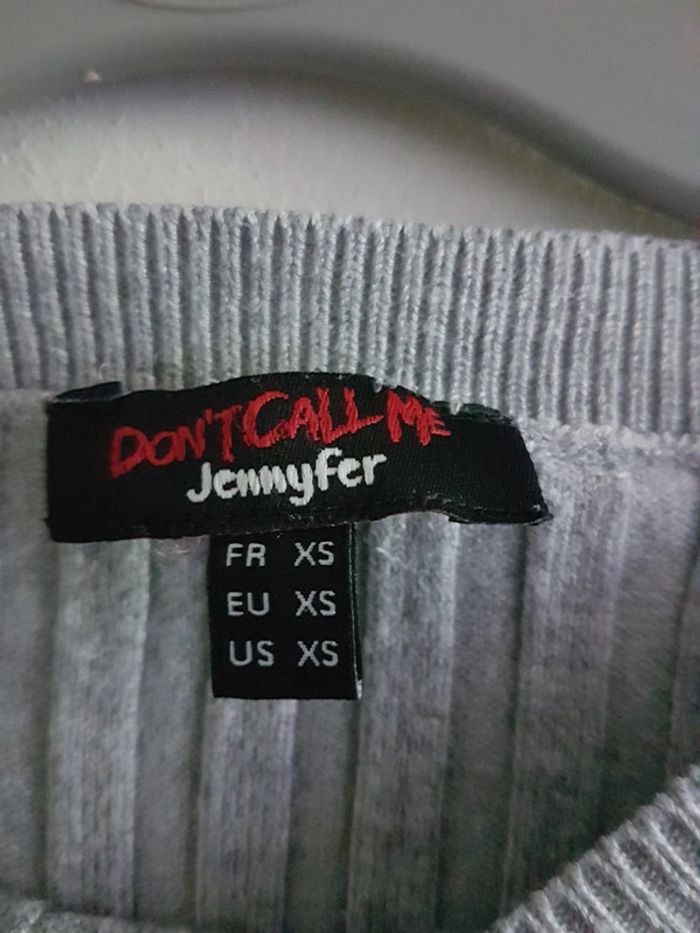 DON'T CALL ME
Jennyfer
FR XS
EU XS
US XS